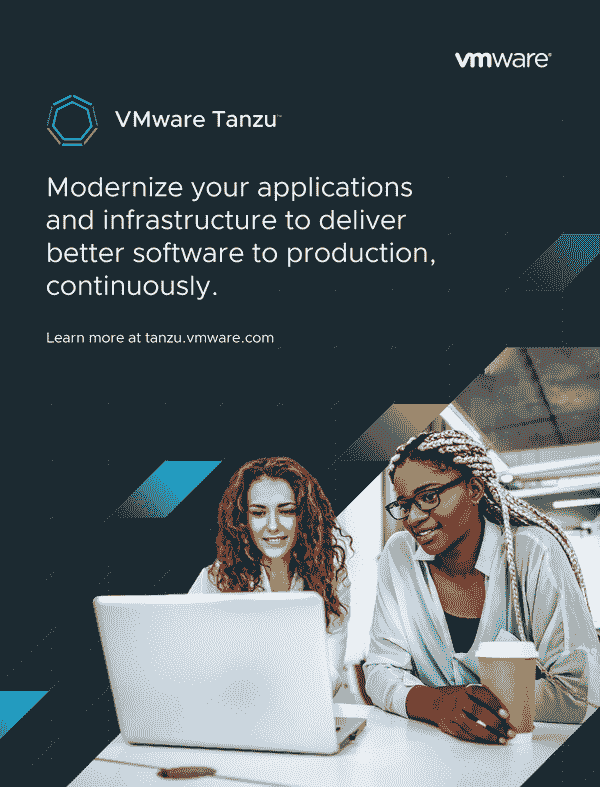 vmware®
VMware Tanzu™
Modernize your applications
and infrastructure to deliver
better software to production,
continuously.
Learn more at tanzu.vmware.com